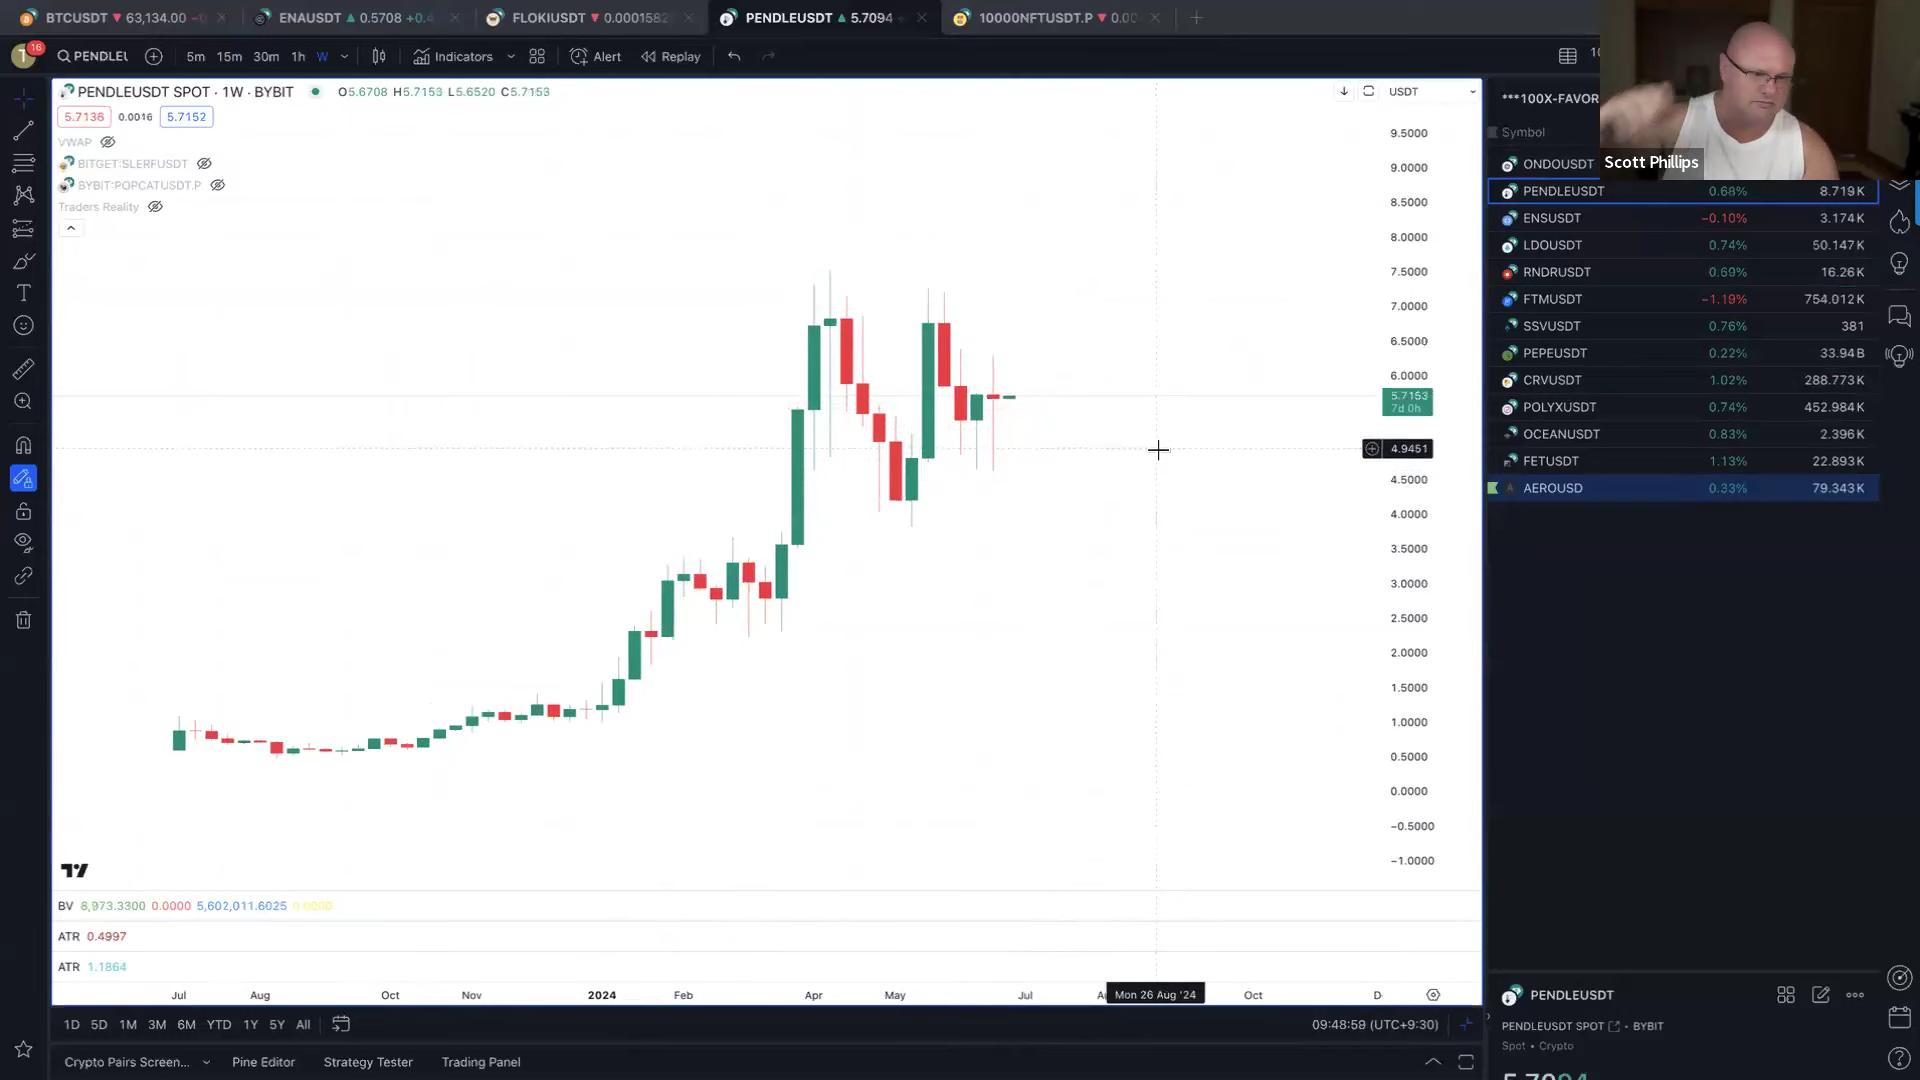 BTCUSDT ▼ 63,134.00
ENAUSDT ▲ 0.5708 +0.4
FLOKIUSDT ▼ 0.0001582
PENDLEUSDT ▲ 5.7094
10000NFTUSDT.P ▼ 0.00
16
PENDLEU
5m 15m 30m 1h W
Indicators
Alert
Replay
PENDLEUSDT SPOT · 1W · BYBIT
O5.6708 H5.7153 L5.6520 C5.7153
5.7136 0.0016 5.7152
VWAP
BITGET:SLERFUSDT
BYBIT:POPCATUSDT.P
Traders Reality
USDT
9.5000
9.0000
8.5000
8.0000
7.5000
7.0000
6.5000
6.0000
5.7153
7d 0h
4.9451
4.5000
4.0000
3.5000
3.0000
2.5000
2.0000
1.5000
1.0000
0.5000
0.0000
−0.5000
−1.0000
BV 8,973.3300 0.0000 5,602,011.6025 0.0000
ATR 0.4997
ATR 1.1864
Jul Aug Oct Nov 2024 Feb Apr May Jul Mon 26 Aug '24 Oct
1D 5D 1M 3M 6M YTD 1Y 5Y All
09:48:59 (UTC+9:30)
Crypto Pairs Screen... Pine Editor Strategy Tester Trading Panel
***100X-FAVOR
Symbol
Scott Phillips
ONDOUSDT
PENDLEUSDT 0.68% 8.719K
ENSUSDT −0.10% 3.174K
LDOUSDT 0.74% 50.147K
RNDRUSDT 0.69% 16.26K
FTMUSDT −1.19% 754.012K
SSVUSDT 0.76% 381
PEPEUSDT 0.22% 33.94B
CRVUSDT 1.02% 288.773K
POLYXUSDT 0.74% 452.984K
OCEANUSDT 0.83% 2.396K
FETUSDT 1.13% 22.893K
AEROUSD 0.33% 79.343K
PENDLEUSDT
PENDLEUSDT SPOT · BYBIT
Spot · Crypto